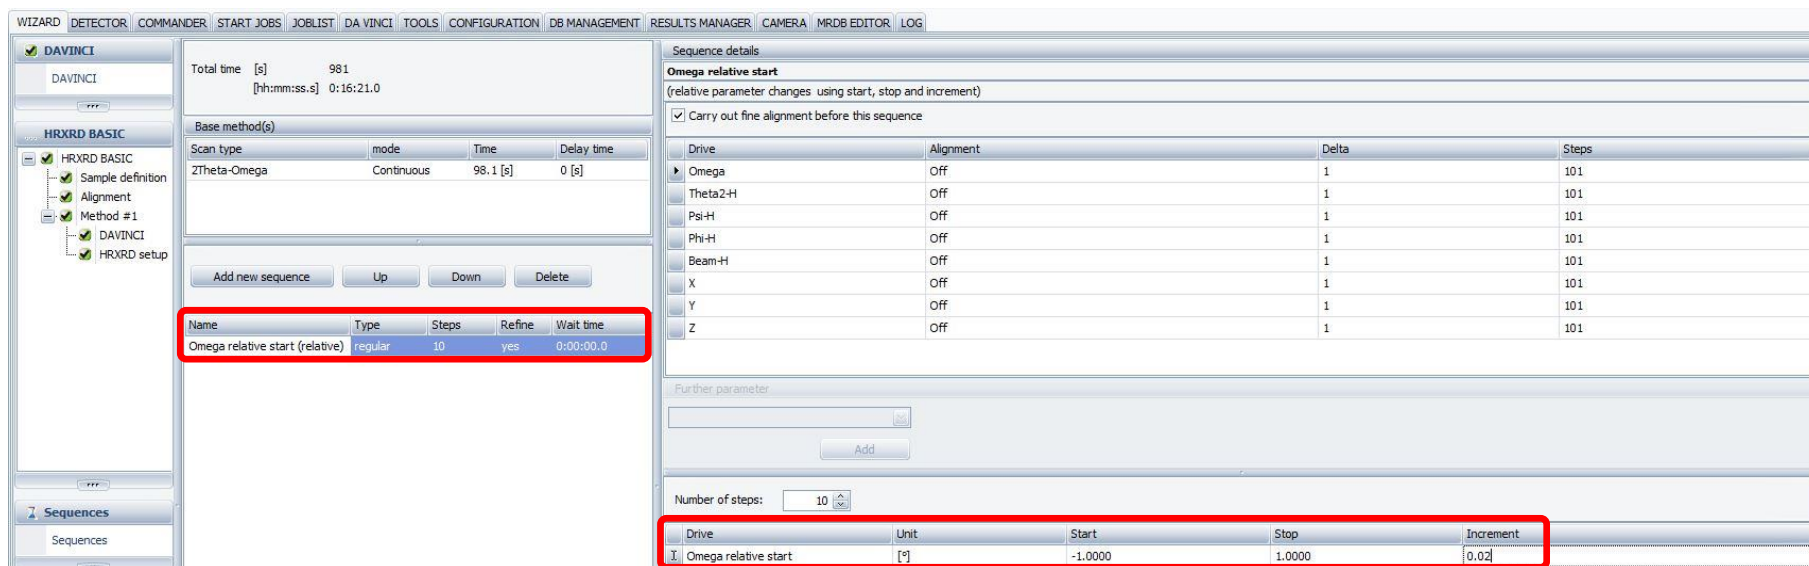 WIZARD DETECTOR COMMANDER START JOBS JOBLIST DA VINCI TOOLS CONFIGURATION DB MANAGEMENT RESULTS MANAGER CAMERA MRDB EDITOR LOG
DAVINCI
DAVINCI
HRXRD BASIC
HRXRD BASIC
Sample definition
Alignment
Method #1
DAVINCI
HRXRD setup
Sequences
Sequences
Total time [s] 981
[hh:mm:ss.s] 0:16:21.0
Base method(s)
Scan type mode Time Delay time
2Theta-Omega Continuous 98.1 [s] 0 [s]
Add new sequence Up Down Delete
Name Type Steps Refine Wait time
Omega relative start (relative) regular 10 yes 0:00:00.0
Sequence details
Omega relative start
(relative parameter changes using start, stop and increment)
Carry out fine alignment before this sequence
Drive Alignment Delta Steps
Omega Off 1 101
Theta2-H Off 1 101
Psi-H Off 1 101
Phi-H Off 1 101
Beam-H Off 1 101
X Off 1 101
Y Off 1 101
Z Off 1 101
Further parameter
Add
Number of steps: 10
Drive Unit Start Stop Increment
Omega relative start [°] -1.0000 1.0000 0.02